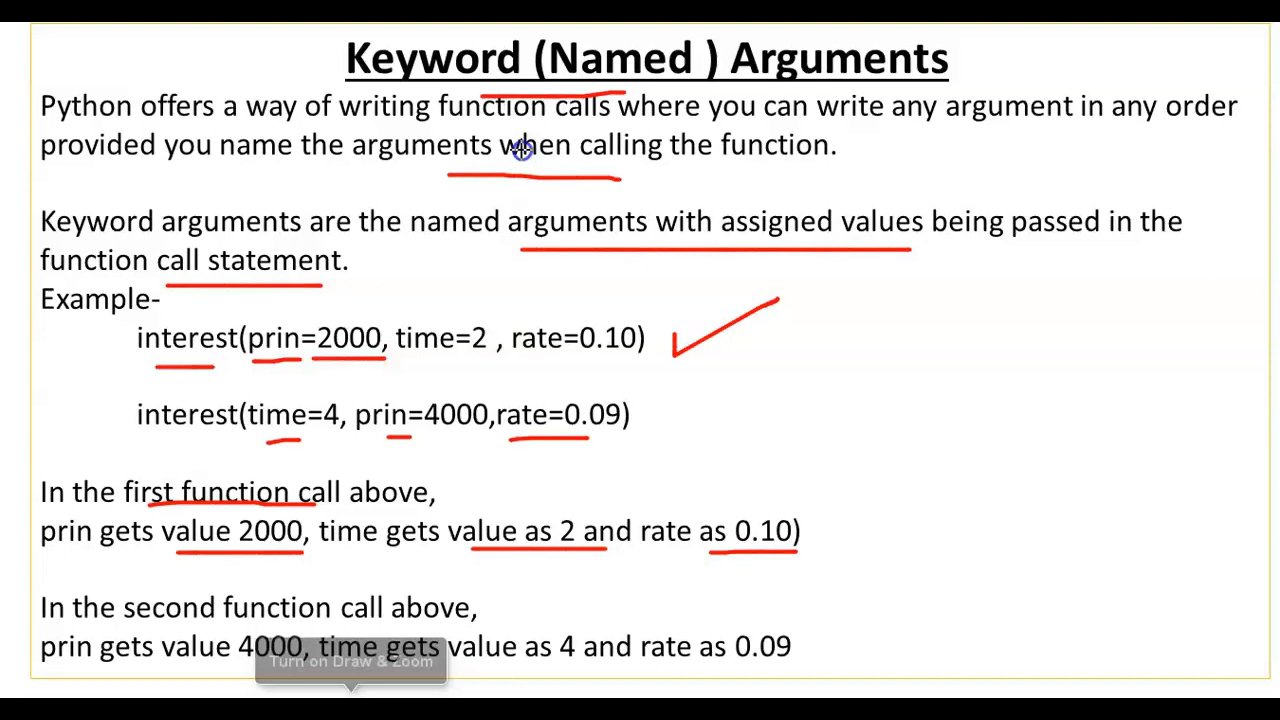 Keyword (Named ) Arguments
Python offers a way of writing function calls where you can write any argument in any order
provided you name the arguments when calling the function.
Keyword arguments are the named arguments with assigned values being passed in the
function call statement.
Example-
interest(prin=2000, time=2 , rate=0.10)
interest(time=4, prin=4000,rate=0.09)
In the first function call above,
prin gets value 2000, time gets value as 2 and rate as 0.10)
In the second function call above,
prin gets value 4000, time gets value as 4 and rate as 0.09
Turn on Draw & Zoom